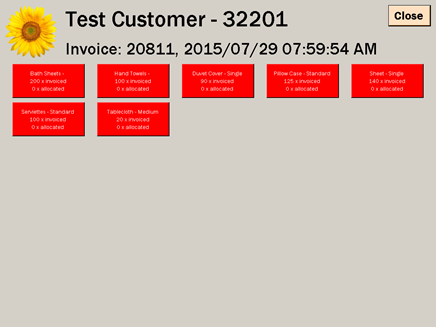 Test Customer - 32201
Close
Invoice: 20811, 2015/07/29 07:59:54 AM
Bath Sheets -
200 x invoiced
0 x allocated
Hand Towels -
100 x invoiced
0 x allocated
Duvet Cover - Single
90 x invoiced
0 x allocated
Pillow Case - Standard
125 x invoiced
0 x allocated
Sheet - Single
140 x invoiced
0 x allocated
Serviettes - Standard
100 x invoiced
0 x allocated
Tablecloth - Medium
20 x invoiced
0 x allocated